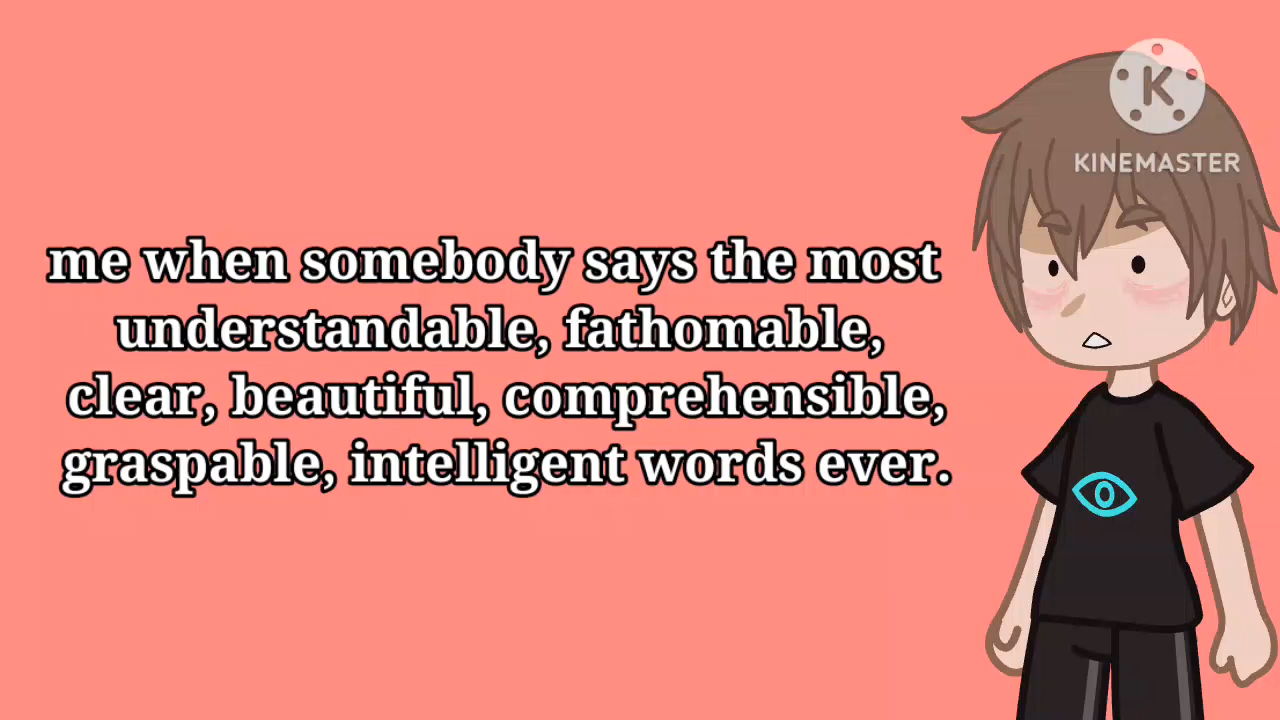 K
KINEMASTER
me when somebody says the most
understandable, fathomable,
clear, beautiful, comprehensible,
graspable, intelligent words ever.